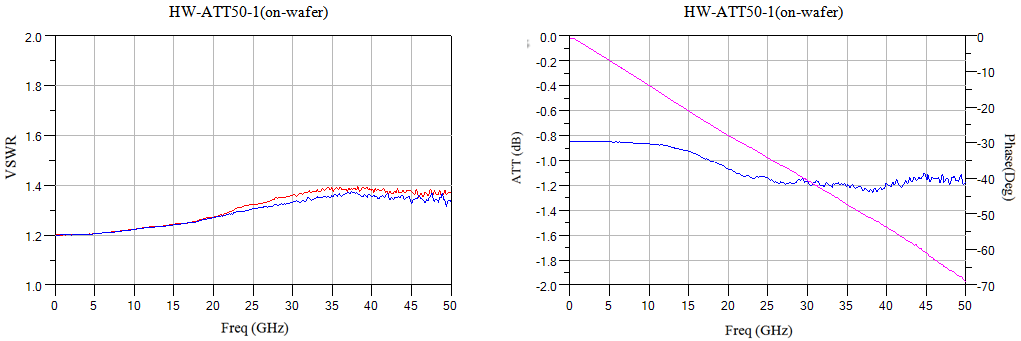 HW-ATT50-1(on-wafer)
2.0
1.8
1.6
1.4
1.2
1.0
VSWR
0 5 10 15 20 25 30 35 40 45 50
Freq (GHz)
HW-ATT50-1(on-wafer)
0.0
-0.2
-0.4
-0.6
-0.8
-1.0
-1.2
-1.4
-1.6
-1.8
-2.0
ATT (dB)
0
-10
-20
-30
-40
-50
-60
-70
Phase(Deg)
0 5 10 15 20 25 30 35 40 45 50
Freq (GHz)